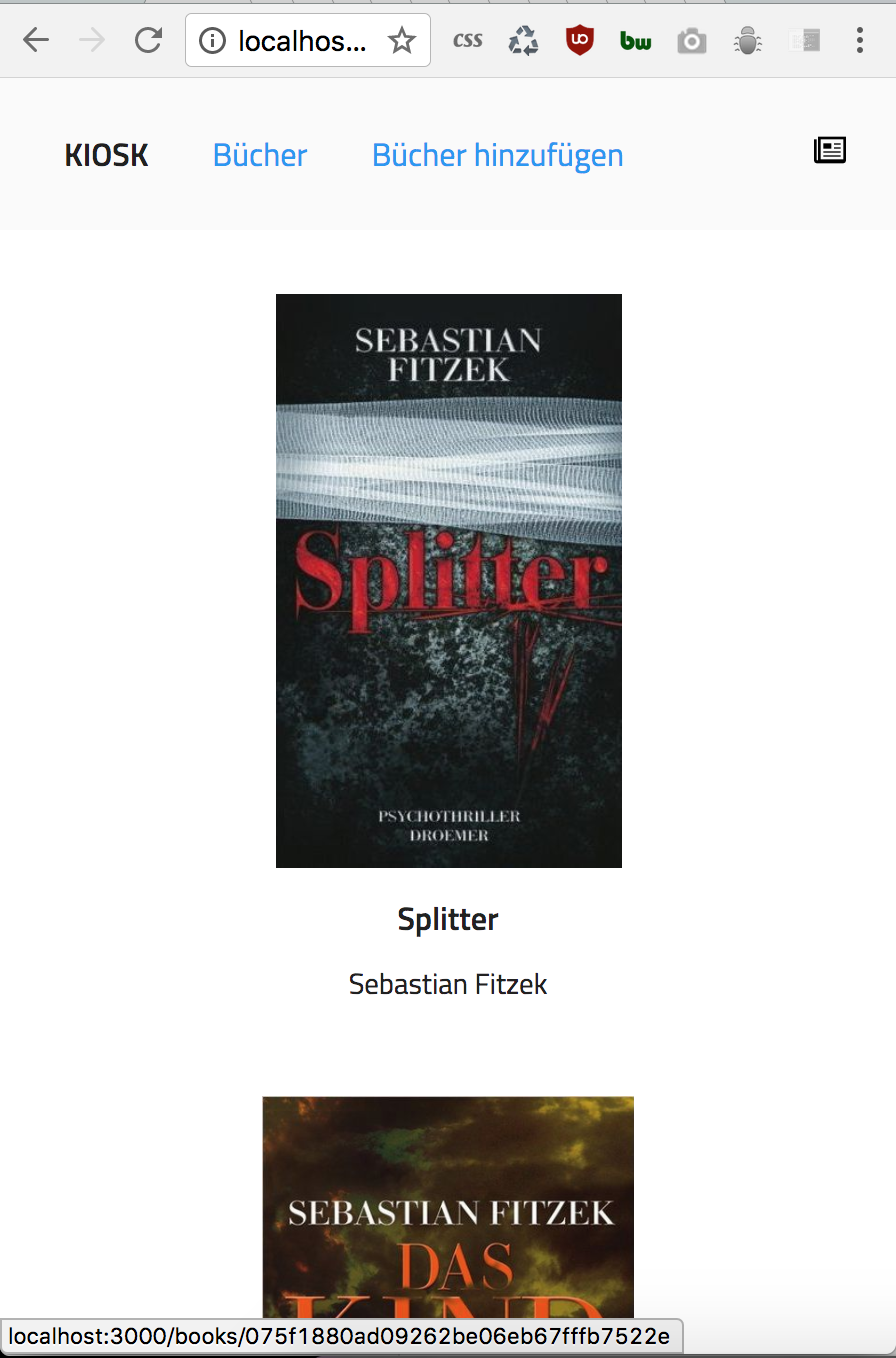 localhos...
css
UO
bw
KIOSK
Bücher
Bücher hinzufügen
SEBASTIAN
FITZEK
Splitter
PSYCHOTHRILLER
DROEMER
Splitter
Sebastian Fitzek
SEBASTIAN FITZEK
DAS
KIND
localhost:3000/books/075f1880ad09262be06eb67fffb7522e